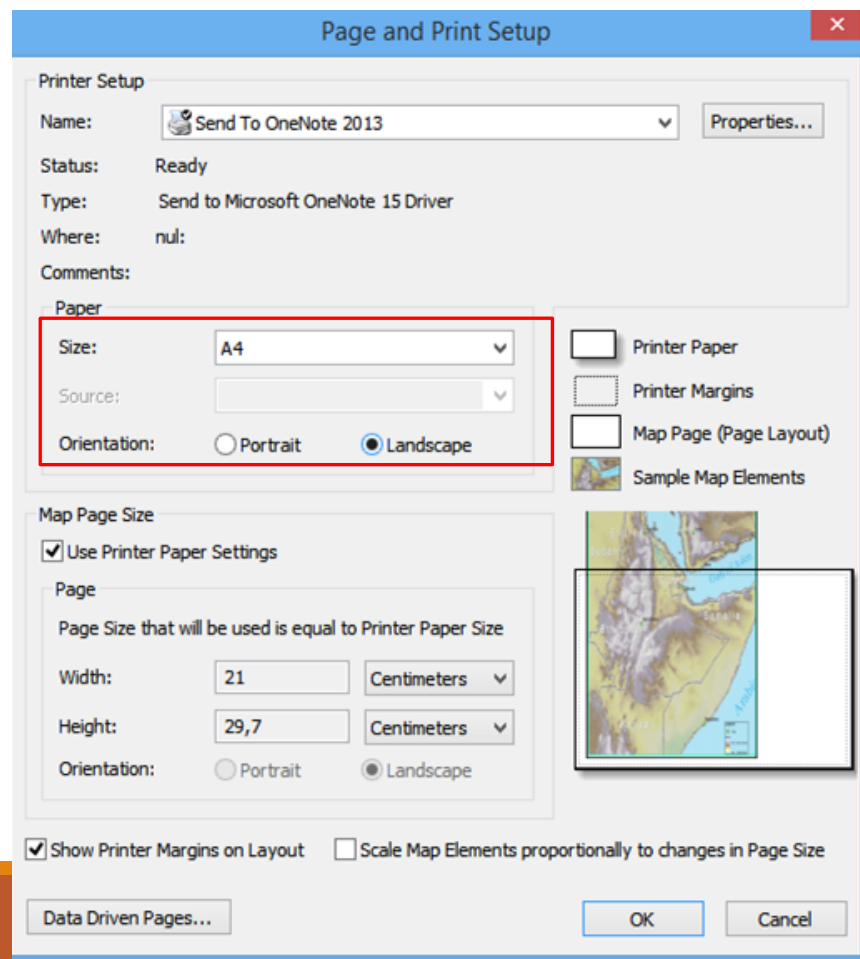 Page and Print Setup
Printer Setup
Name: Send To OneNote 2013 Properties...
Status: Ready
Type: Send to Microsoft OneNote 15 Driver
Where: nul:
Comments:
Paper
Size: A4
Source:
Orientation: Portrait Landscape
Printer Paper
Printer Margins
Map Page (Page Layout)
Sample Map Elements
Map Page Size
Use Printer Paper Settings
Page
Page Size that will be used is equal to Printer Paper Size
Width: 21 Centimeters
Height: 29,7 Centimeters
Orientation: Portrait Landscape
Show Printer Margins on Layout Scale Map Elements proportionally to changes in Page Size
Data Driven Pages... OK Cancel